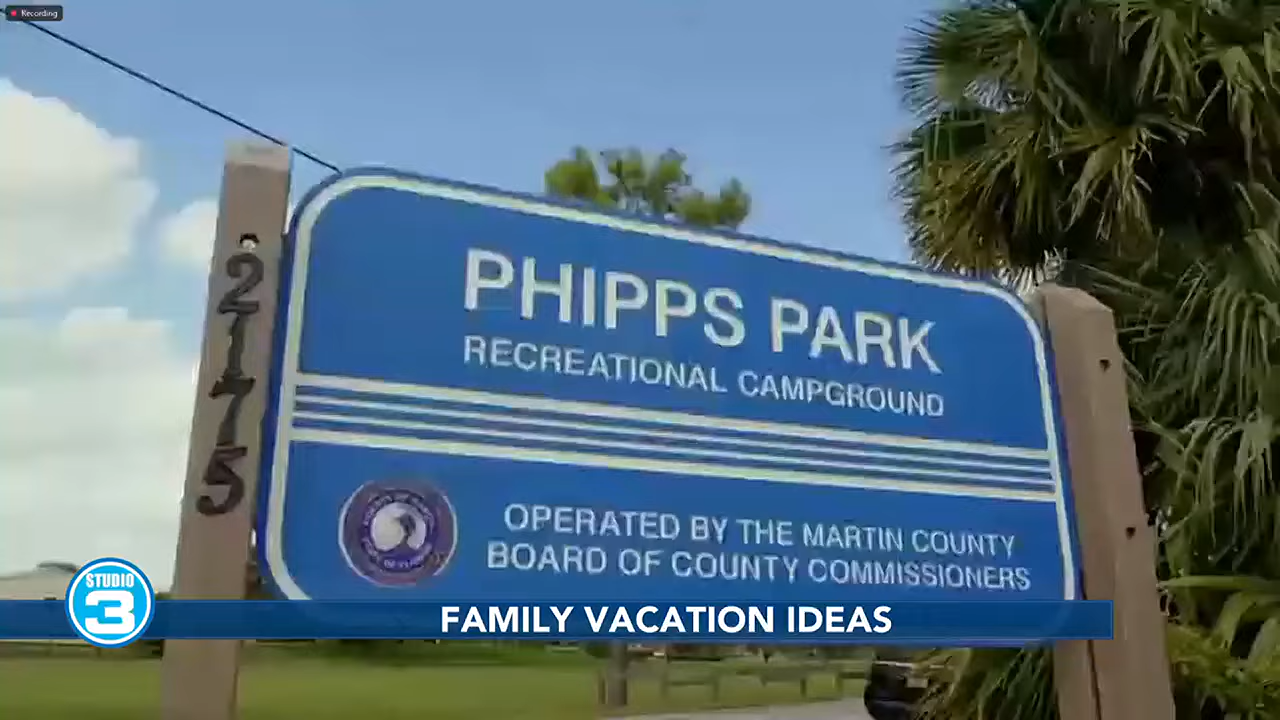 Recording
PHIPPS PARK
RECREATIONAL CAMPGROUND
21775
OPERATED BY THE MARTIN COUNTY
BOARD OF COUNTY COMMISSIONERS
STUDIO
3
FAMILY VACATION IDEAS